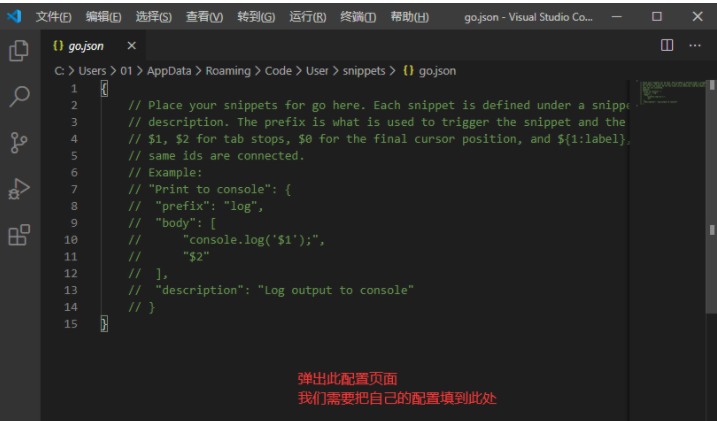 文件(F) 编辑(E) 选择(S) 查看(V) 转到(G) 运行(R) 终端(T) 帮助(H) go.json - Visual Studio Co...
{} go.json
C: > Users > 01 > AppData > Roaming > Code > User > snippets > {} go.json
1 {
2 // Place your snippets for go here. Each snippet is defined under a snippe
3 // description. The prefix is what is used to trigger the snippet and the
4 // $1, $2 for tab stops, $0 for the final cursor position, and ${1:label},
5 // same ids are connected.
6 // Example:
7 // "Print to console": {
8 // "prefix": "log",
9 // "body": [
10 // "console.log('$1');",
11 // "$2"
12 // ],
13 // "description": "Log output to console"
14 // }
15 }
弹出此配置页面
我们需要把自己的配置填到此处